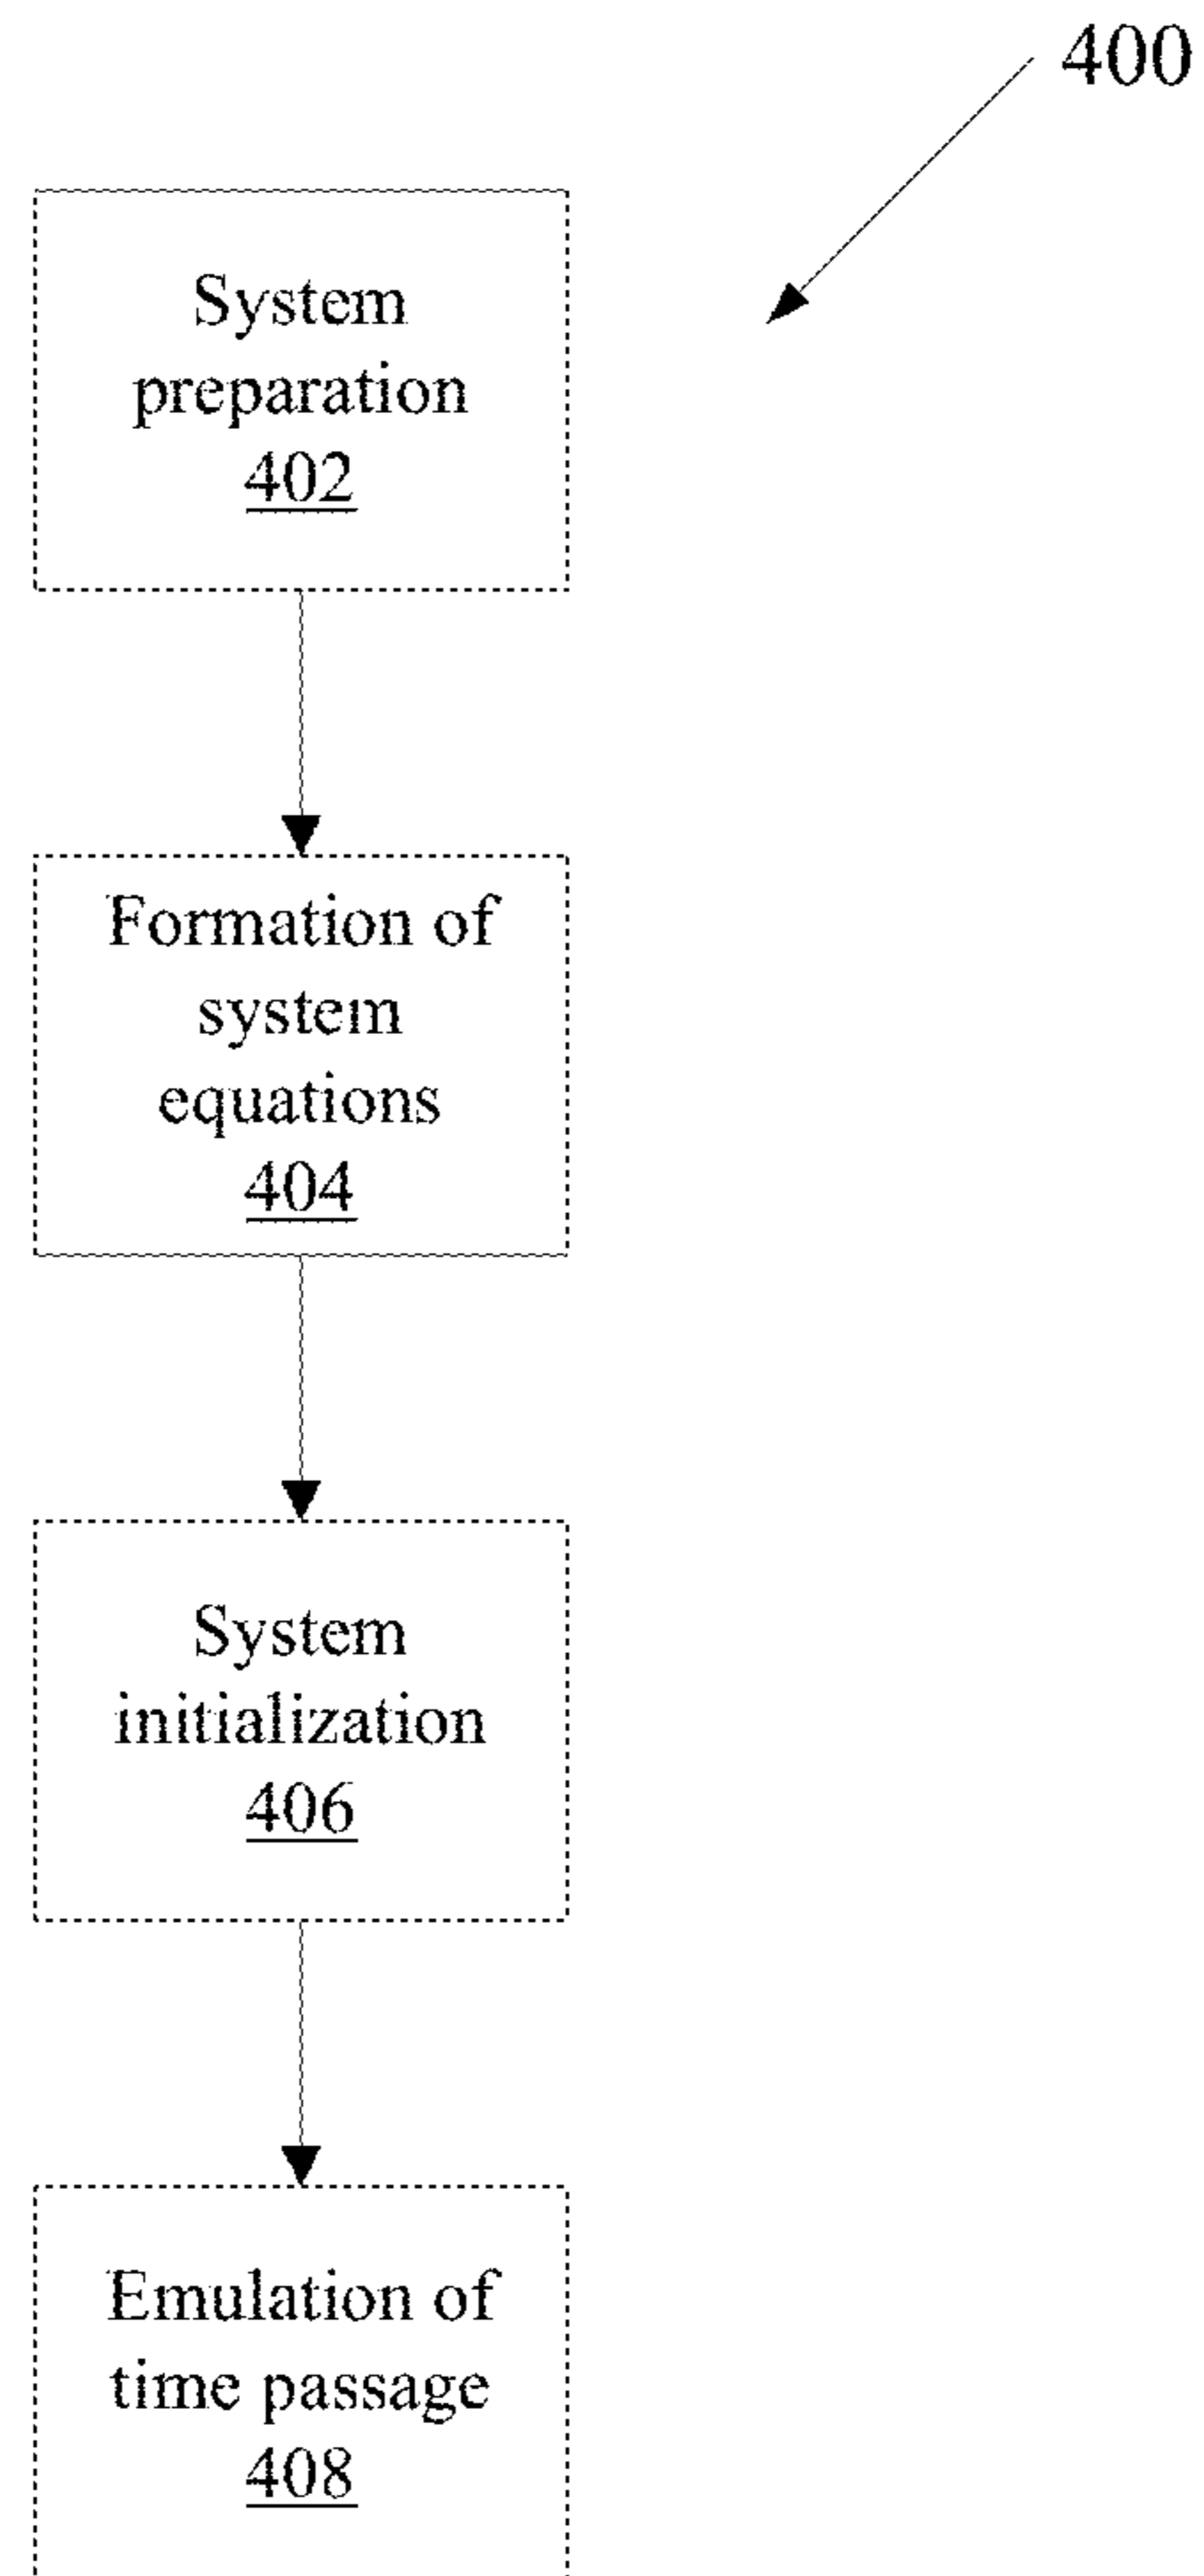 400
System
preparation
402
Formation of
system
equations
404
System
initialization
406
Emulation of
time passage
408